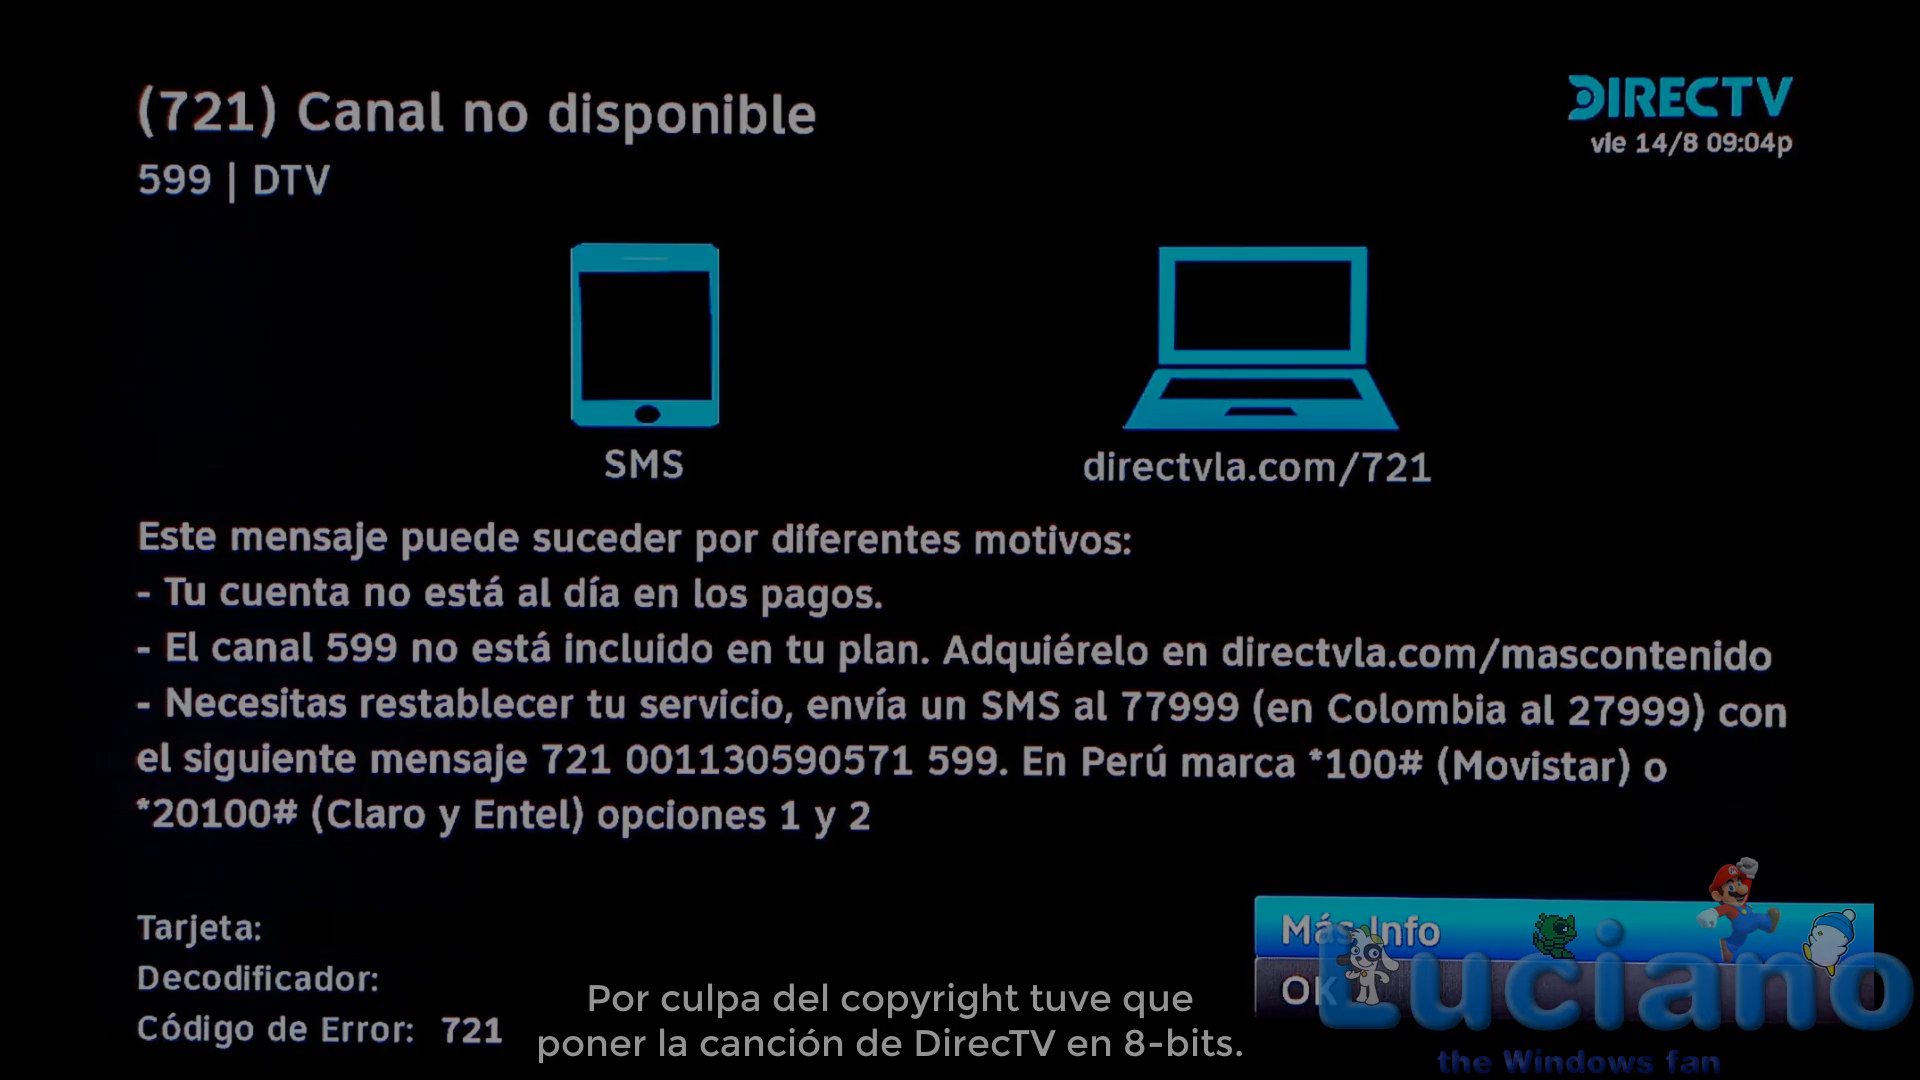 (721) Canal no disponible
599 | DTV
DIRECTV
vie 14/8 09:04p
SMS
directvla.com/721
Este mensaje puede suceder por diferentes motivos:
- Tu cuenta no está al día en los pagos.
- El canal 599 no está incluido en tu plan. Adquiérelo en directvla.com/mascontenido
- Necesitas restablecer tu servicio, envía un SMS al 77999 (en Colombia al 27999) con
el siguiente mensaje 721 001130590571 599. En Perú marca *100# (Movistar) o
*20100# (Claro y Entel) opciones 1 y 2
Tarjeta:
Decodificador:
Código de Error: 721
Más Info
OK
Por culpa del copyright tuve que
poner la canción de DirecTV en 8-bits.
Luciano
the Windows fan